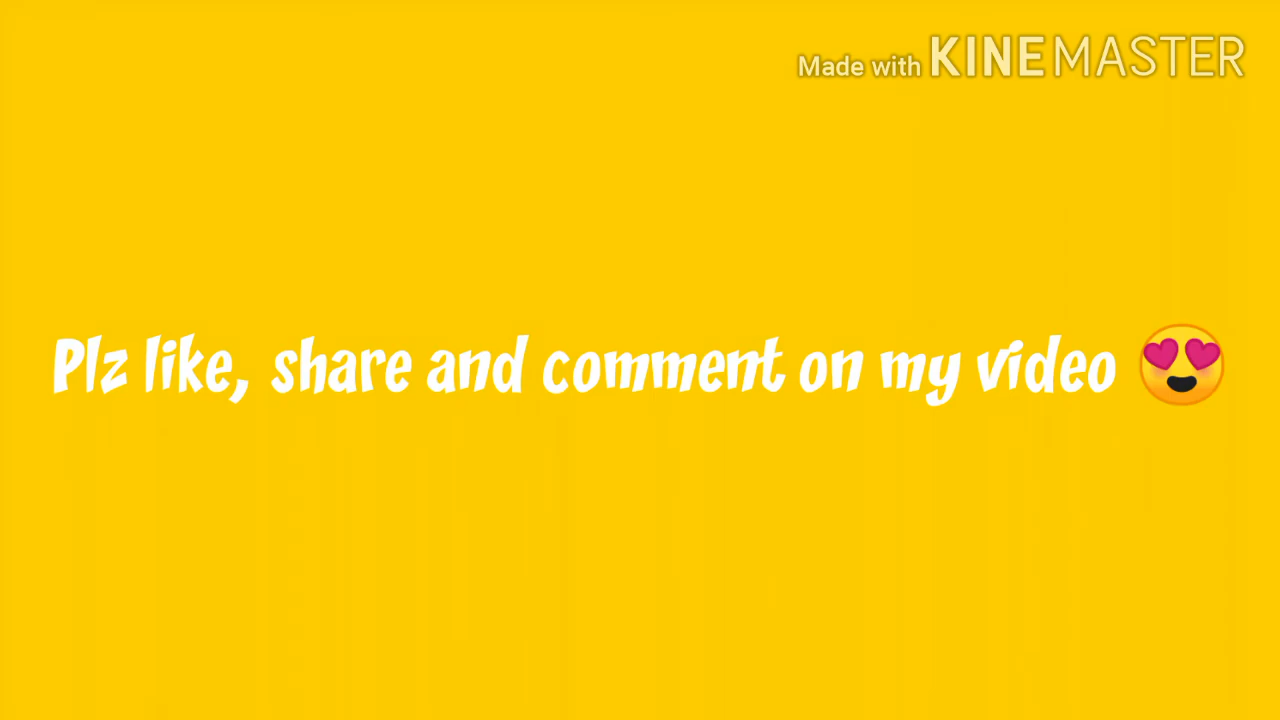 Made with KINEMASTER
Plz like, share and comment on my video 😍